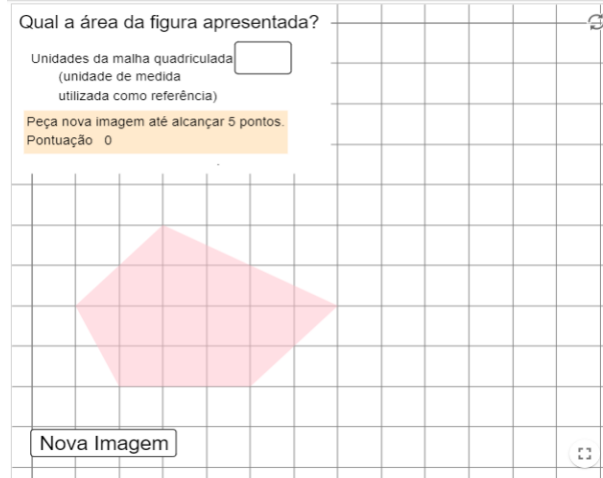 Qual a área da figura apresentada?
Unidades da malha quadriculada
(unidade de medida
utilizada como referência)
Peça nova imagem até alcançar 5 pontos.
Pontuação 0
Nova Imagem